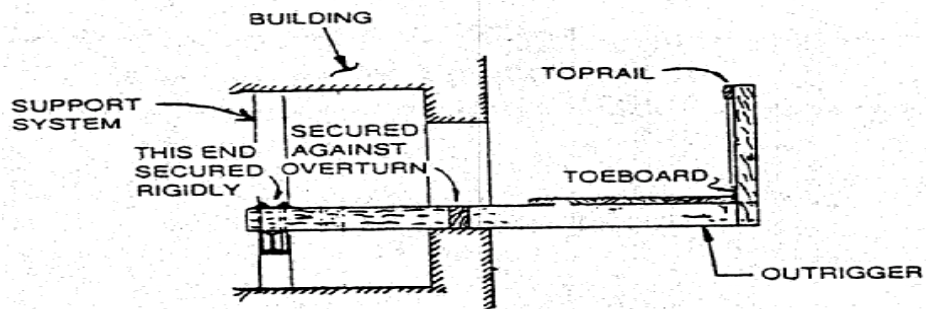 BUILDING
TOPRAIL
SUPPORT
SYSTEM
SECURED
AGAINST
OVERTURN
THIS END
SECURED
RIGIDLY
TOEBOARD
OUTRIGGER